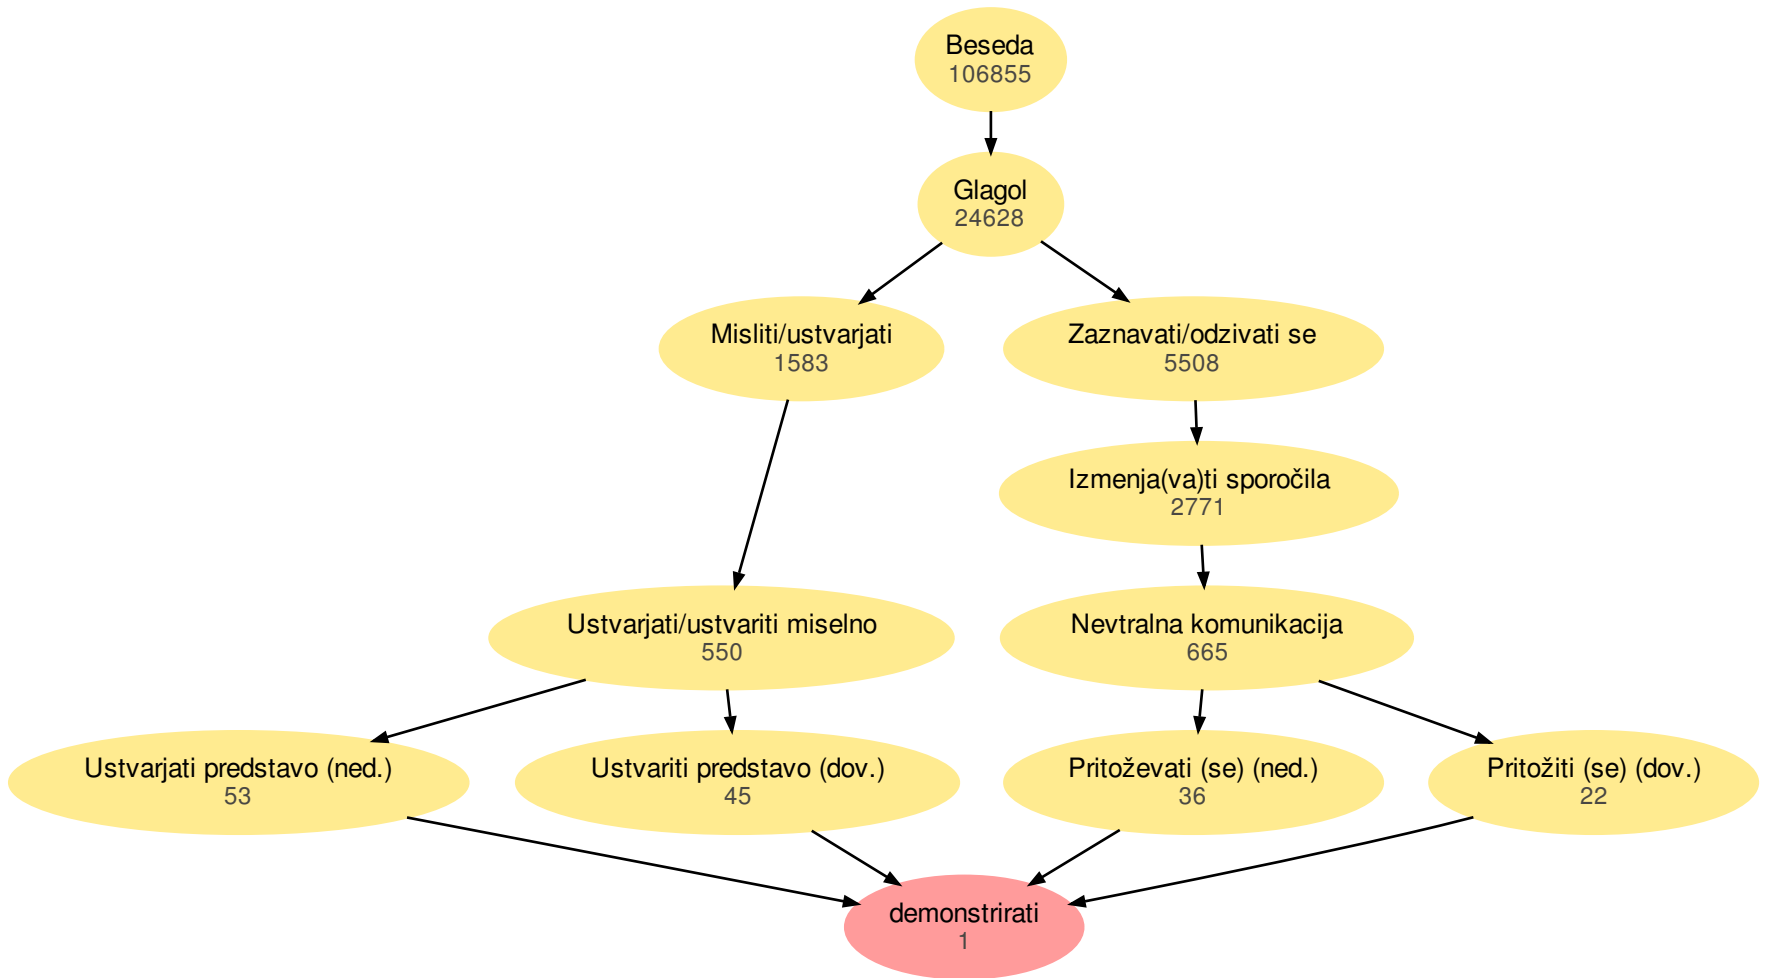 Beseda
106855
Glagol
24628
Misliti/ustvarjati
1583
Zaznavati/odzivati se
5508
Izmenja(va)ti sporočila
2771
Ustvarjati/ustvariti miselno
550
Nevtralna komunikacija
665
Ustvarjati predstavo (ned.)
53
Ustvariti predstavo (dov.)
45
Pritoževati (se) (ned.)
36
Pritožiti (se) (dov.)
22
demonstrirati
1